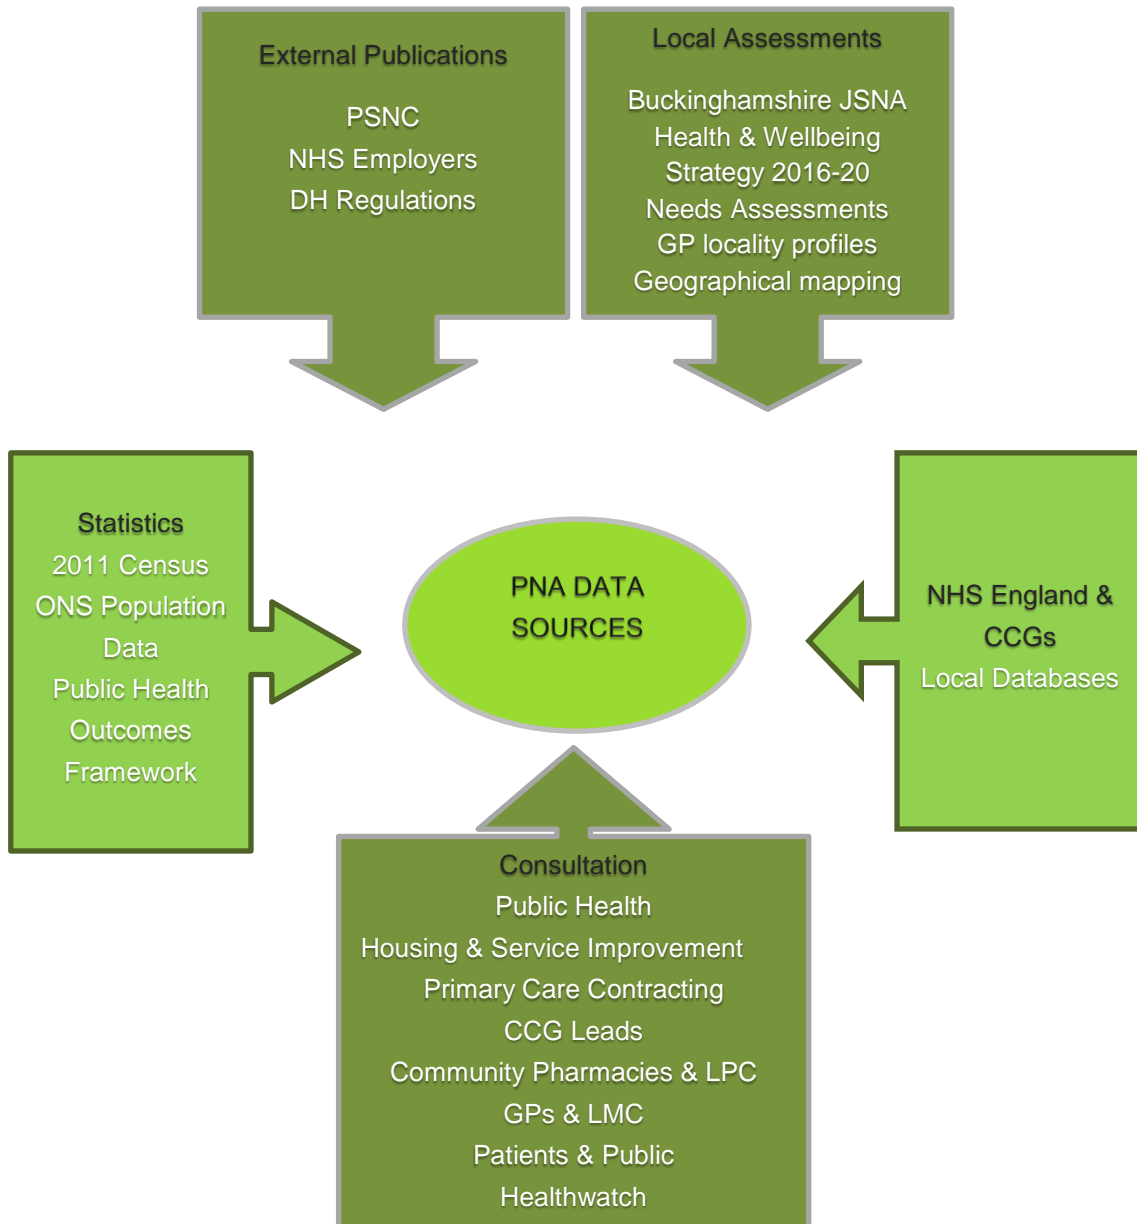 External Publications
PSNC
NHS Employers
DH Regulations
Local Assessments
Buckinghamshire JSNA
Health & Wellbeing
Strategy 2016-20
Needs Assessments
GP locality profiles
Geographical mapping
Statistics
2011 Census
ONS Population
Data
Public Health
Outcomes
Framework
PNA DATA
SOURCES
NHS England &
CCGs
Local Databases
Consultation
Public Health
Housing & Service Improvement
Primary Care Contracting
CCG Leads
Community Pharmacies & LPC
GPs & LMC
Patients & Public
Healthwatch